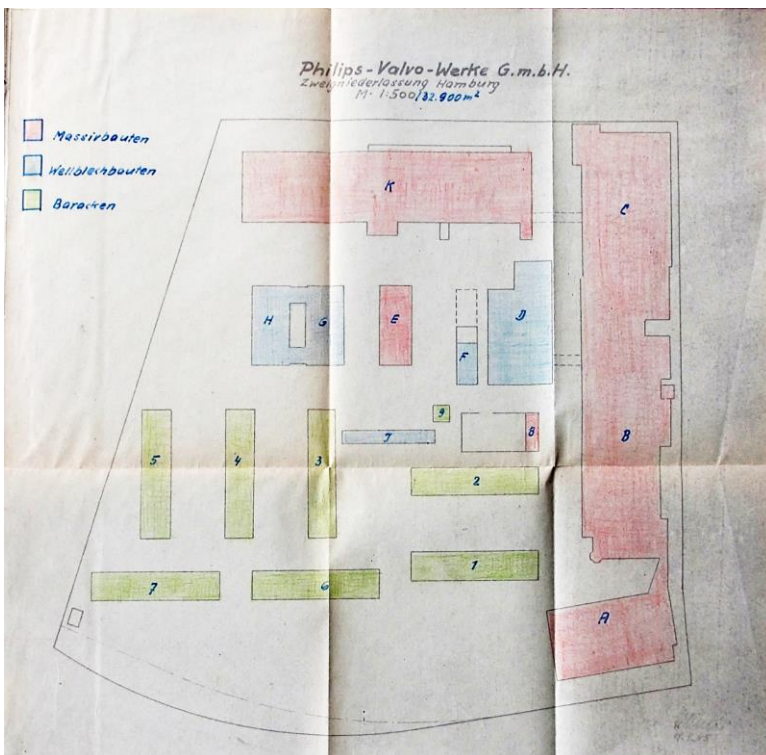 Philips-Valvo-Werke G.m.b.H.
Zweigniederlassung Hamburg
M· 1:500/32.900 m²
Massivbauten
Wellblechbauten
Baracken
K
C
H
G
E
D
F
9
8
J
B
5
4
3
2
1
7
6
A